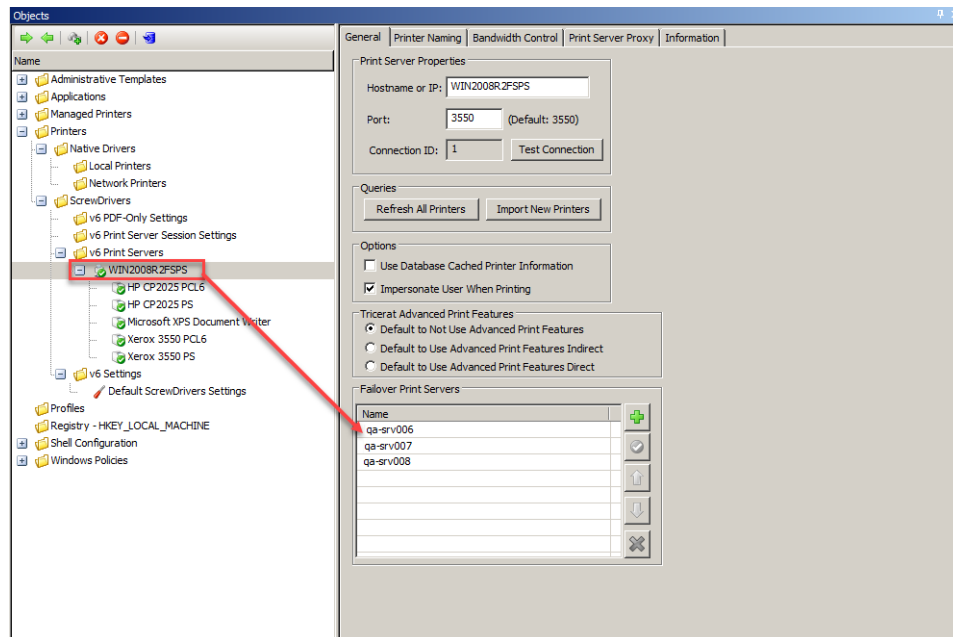 Objects
Name
Administrative Templates
Applications
Managed Printers
Printers
Native Drivers
Local Printers
Network Printers
ScrewDrivers
v6 PDF-Only Settings
v6 Print Server Session Settings
v6 Print Servers
WIN2008R2FSPS
HP CP2025 PCL6
HP CP2025 PS
Microsoft XPS Document Writer
Xerox 3550 PCL6
Xerox 3550 PS
v6 Settings
Default ScrewDrivers Settings
Profiles
Registry - HKEY_LOCAL_MACHINE
Shell Configuration
Windows Policies
General Printer Naming Bandwidth Control Print Server Proxy Information
Print Server Properties
Hostname or IP: WIN2008R2FSPS
Port: 3550 (Default: 3550)
Connection ID: 1 Test Connection
Queries
Refresh All Printers Import New Printers
Options
Use Database Cached Printer Information
Impersonate User When Printing
Tricerat Advanced Print Features
Default to Not Use Advanced Print Features
Default to Use Advanced Print Features Indirect
Default to Use Advanced Print Features Direct
Failover Print Servers
Name
qa-srv006
qa-srv007
qa-srv008